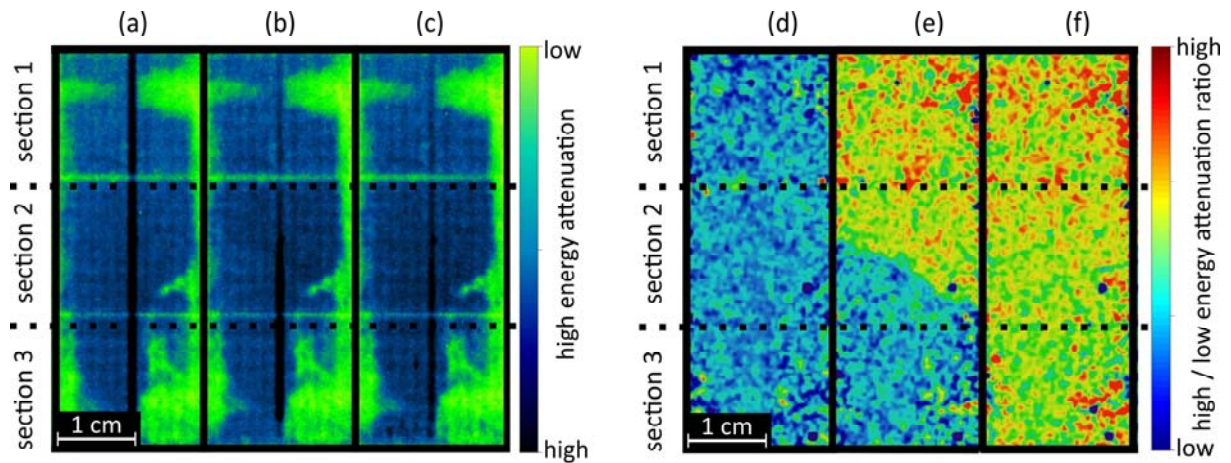 (a) (b) (c) (d) (e) (f)
section 1
section 2
section 3
1 cm
low
high energy attenuation
high
section 1
section 2
section 3
1 cm
high
high / low energy attenuation ratio
low